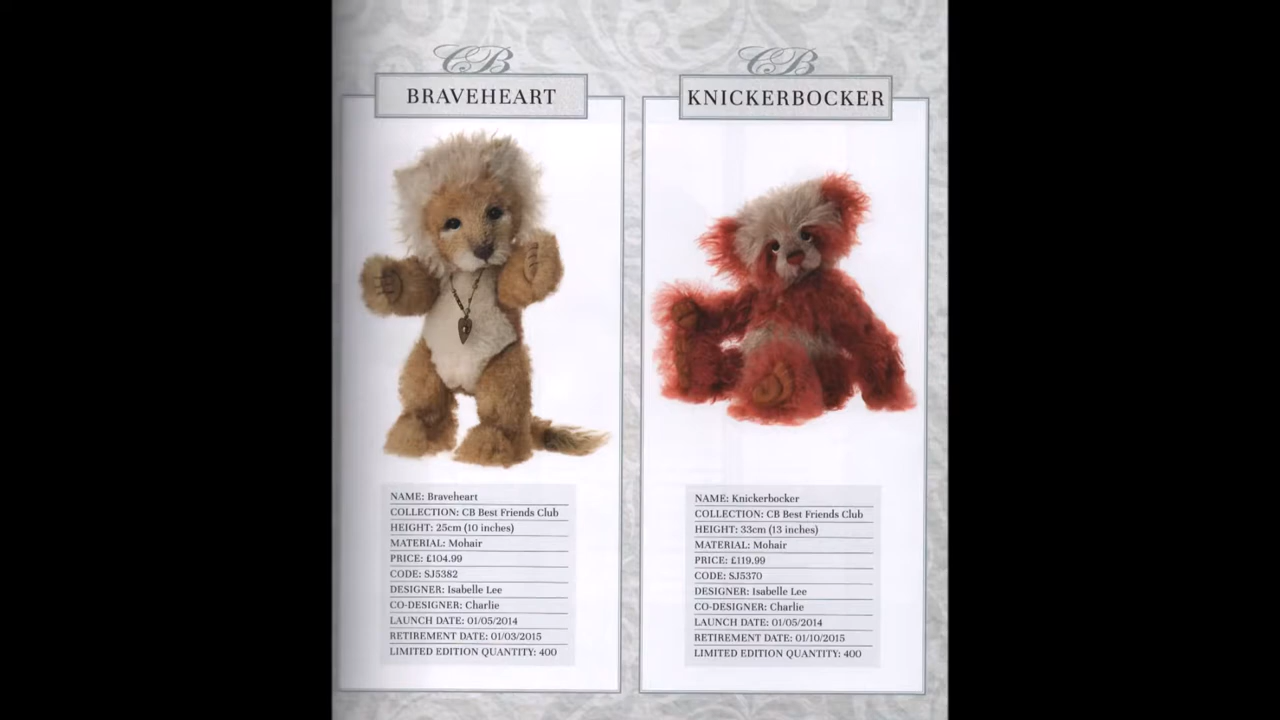 CB
BRAVEHEART
NAME: Braveheart
COLLECTION: CB Best Friends Club
HEIGHT: 25cm (10 inches)
MATERIAL: Mohair
PRICE: £104.99
CODE: SJ5382
DESIGNER: Isabelle Lee
CO-DESIGNER: Charlie
LAUNCH DATE: 01/05/2014
RETIREMENT DATE: 01/03/2015
LIMITED EDITION QUANTITY: 400
CB
KNICKERBOCKER
NAME: Knickerbocker
COLLECTION: CB Best Friends Club
HEIGHT: 33cm (13 inches)
MATERIAL: Mohair
PRICE: £119.99
CODE: SJ5370
DESIGNER: Isabelle Lee
CO-DESIGNER: Charlie
LAUNCH DATE: 01/05/2014
RETIREMENT DATE: 01/10/2015
LIMITED EDITION QUANTITY: 400